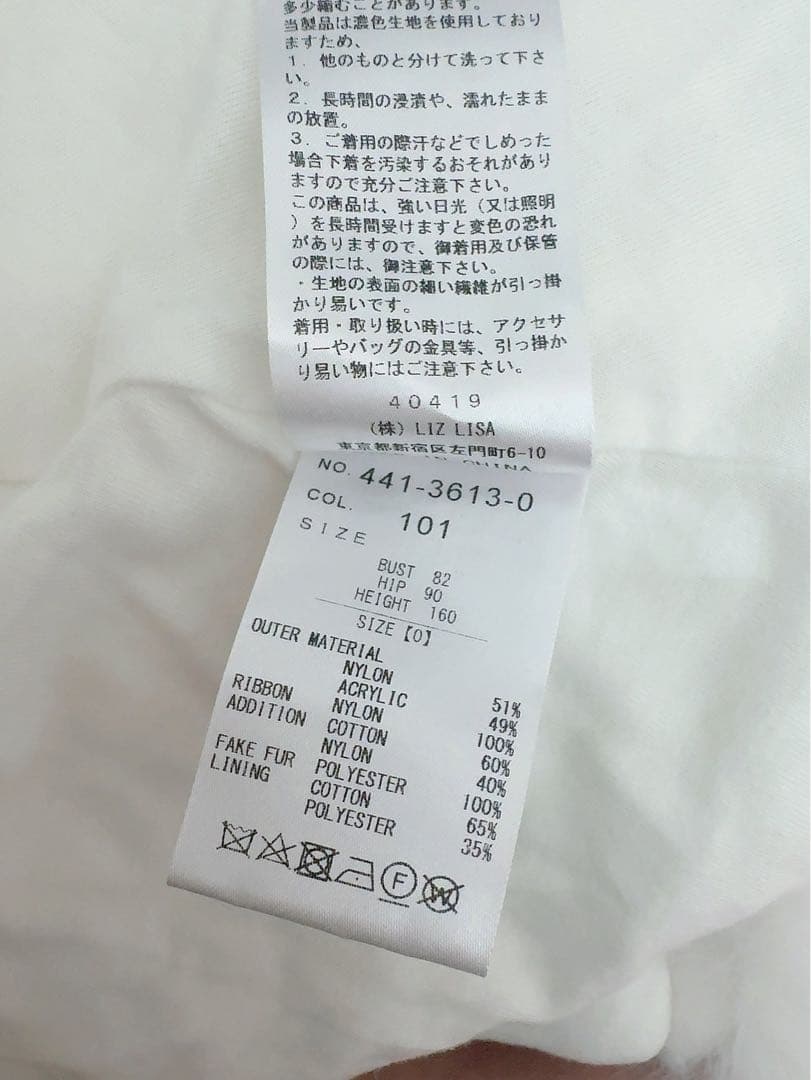 多少縮むことがあります。
当製品は濃色生地を使用しており
ますため、
1．他のものと分けて洗って下さ
い。
2．長時間の浸漬や、濡れたまま
の放置。
3．ご着用の際汗などでしめった
場合下着を汚染するおそれがあり
ますので充分ご注意下さい。
この商品は、強い日光（又は照明
）を長時間受けますと変色の恐れ
がありますので、御着用及び保管
の際には、御注意下さい。
・生地の表面の細い繊維が引っ掛
かり易いです。
着用・取り扱い時には、アクセサ
リーやバッグの金具等、引っ掛か
り易い物にはご注意下さい。
40419
（株）LIZ LISA
東京都新宿区左門町6-10
IN CHINA
NO. 441-3613-0
COL. 101
SIZE
BUST 82
HIP 90
HEIGHT 160
SIZE【0】
OUTER MATERIAL
NYLON 51%
ACRYLIC 49%
RIBBON NYLON 100%
ADDITION COTTON 60%
NYLON 40%
FAKE FUR POLYESTER 100%
LINING COTTON 65%
POLYESTER 35%
F W